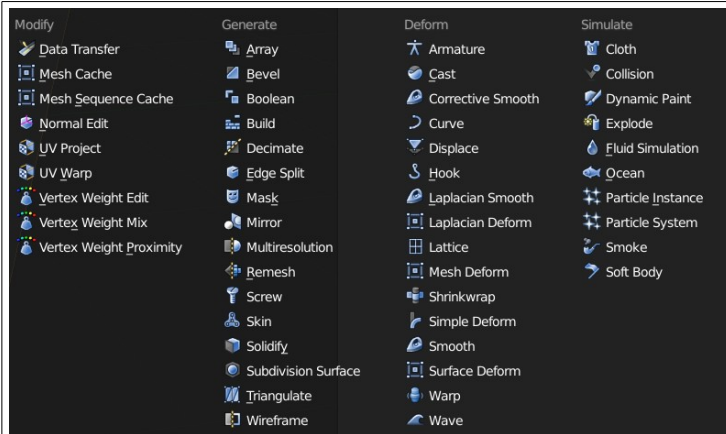 Modify
Data Transfer
Mesh Cache
Mesh Sequence Cache
Normal Edit
UV Project
UV Warp
Vertex Weight Edit
Vertex Weight Mix
Vertex Weight Proximity
Generate
Array
Bevel
Boolean
Build
Decimate
Edge Split
Mask
Mirror
Multiresolution
Remesh
Screw
Skin
Solidify
Subdivision Surface
Triangulate
Wireframe
Deform
Armature
Cast
Corrective Smooth
Curve
Displace
Hook
Laplacian Smooth
Laplacian Deform
Lattice
Mesh Deform
Shrinkwrap
Simple Deform
Smooth
Surface Deform
Warp
Wave
Simulate
Cloth
Collision
Dynamic Paint
Explode
Fluid Simulation
Ocean
Particle Instance
Particle System
Smoke
Soft Body